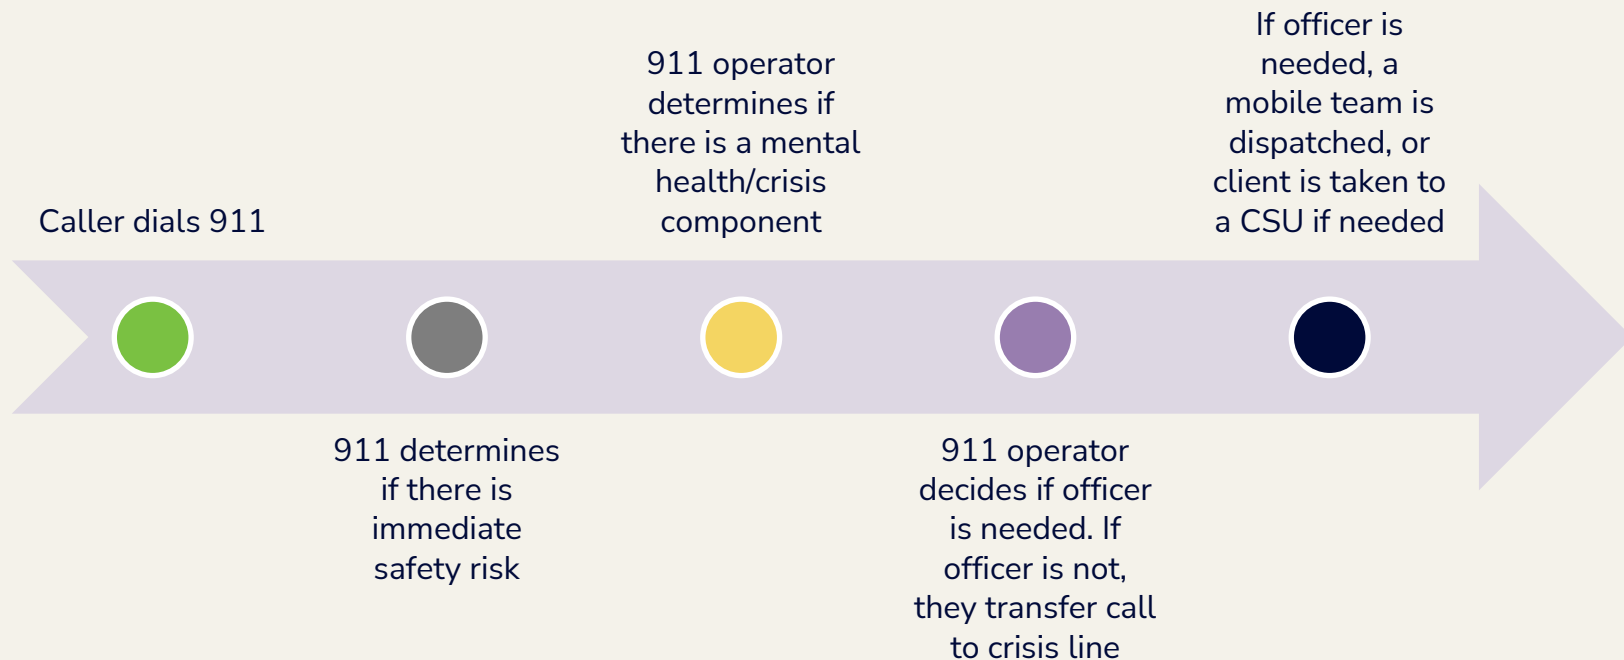 Caller dials 911
911 determines
if there is
immediate
safety risk
911 operator
determines if
there is a mental
health/crisis
component
911 operator
decides if officer
is needed. If
officer is not,
they transfer call
to crisis line
If officer is
needed, a
mobile team is
dispatched, or
client is taken to
a CSU if needed